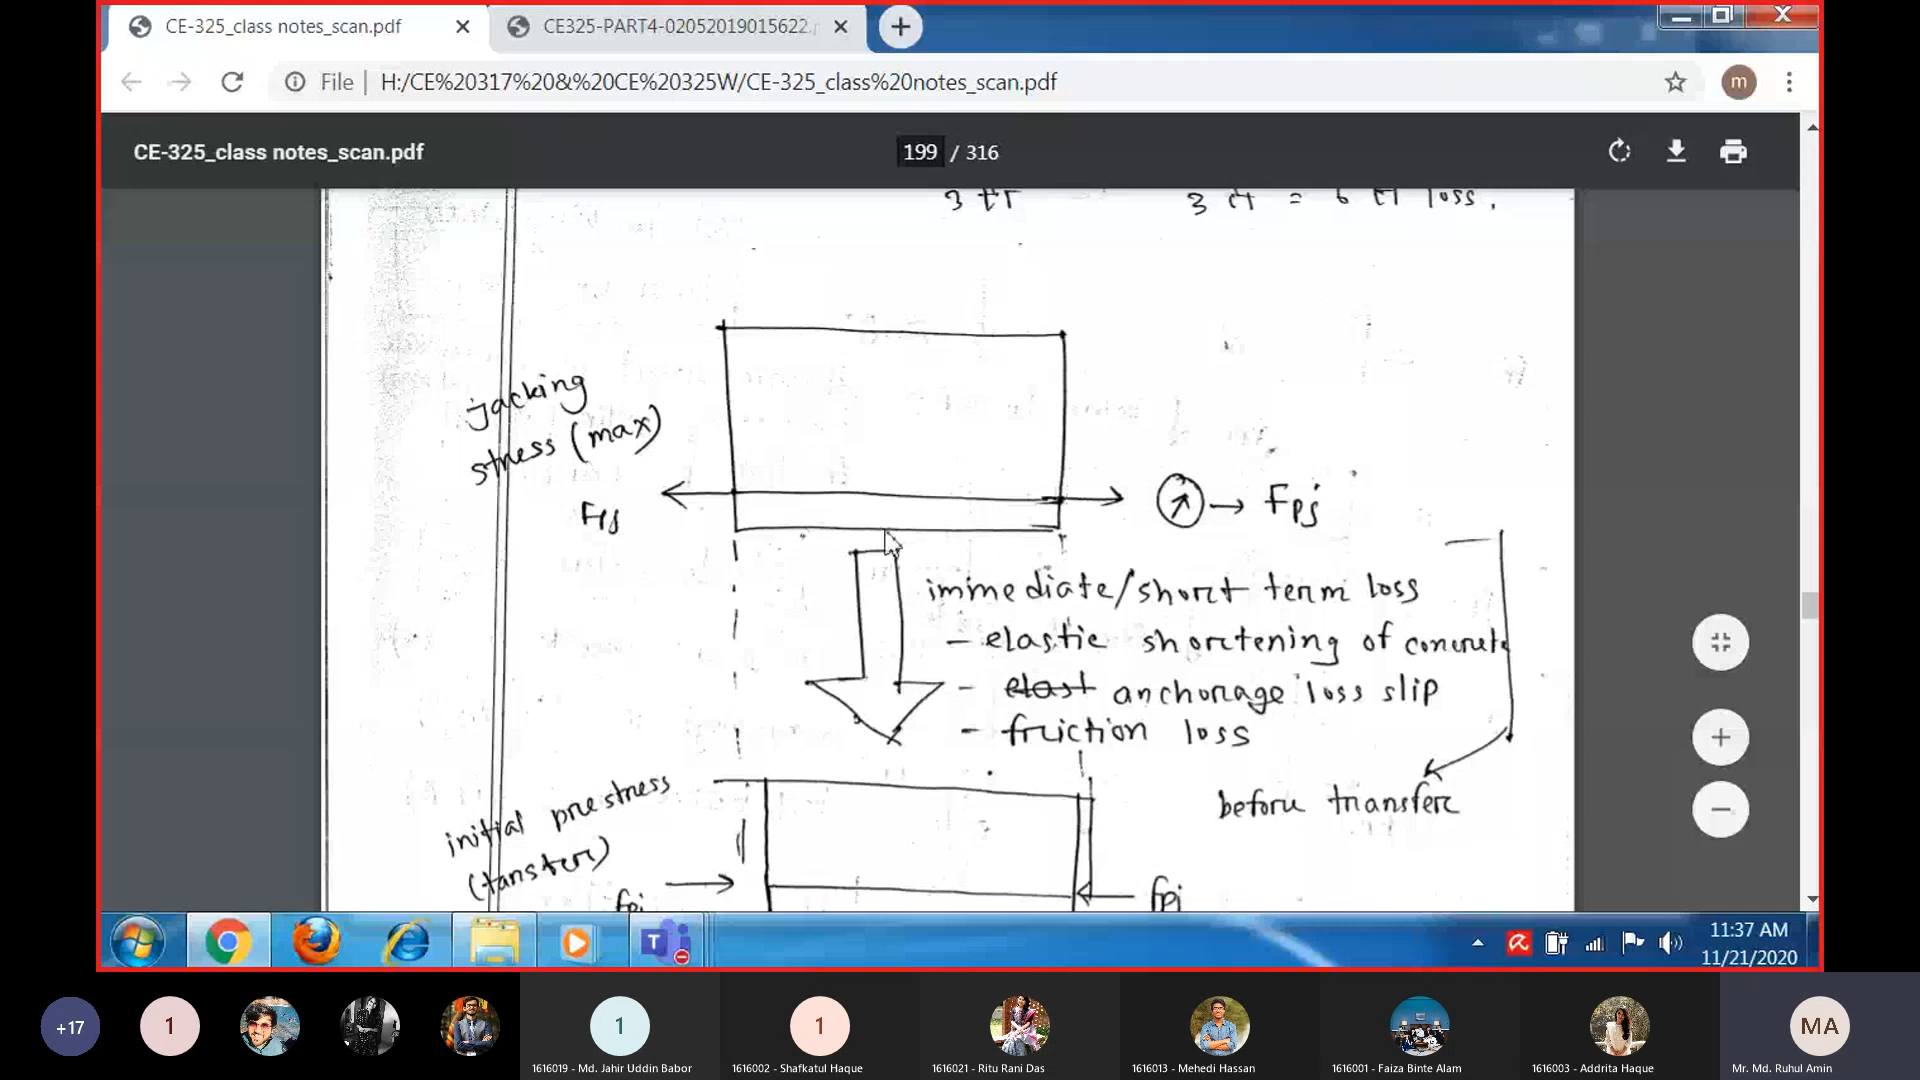 CE-325_class notes_scan.pdf
CE325-PART4-02052019015622.
File
H:/CE%20317%20&%20CE%20325W/CE-325_class%20notes_scan.pdf
m
CE-325_class notes_scan.pdf
199 / 316
loss.
jacking
stress (max)
Fpj
immediate/short term loss
- elastic shortening of concrete
- elast anchorage loss slip
- friction loss
before transfer
initial prestress
fpi
fpi
11:37 AM
11/21/2020
+17
1
1
1
MA
1616019 - Md. Jahir Uddin Babor
1616002 - Shafkatul Haque
1616021 - Ritu Rani Das
1616013 - Mehedi Hassan
1616001 - Faiza Binte Alam
1616003 - Addrita Haque
Mr. Md. Ruhul Amin